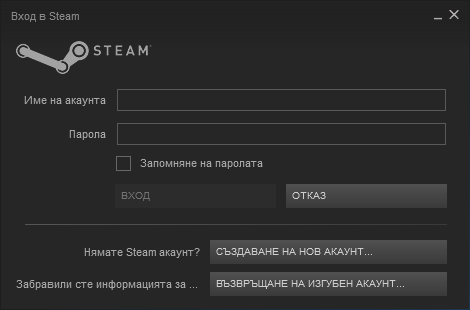 Вход в Steam
STEAM™
Име на акаунта
Парола
Запомняне на паролата
ВХОД
ОТКАЗ
Нямате Steam акаунт?
СЪЗДАВАНЕ НА НОВ АКАУНТ...
Забравили сте информацията за ...
ВЪЗВРЪЩАНЕ НА ИЗГУБЕН АКАУНТ...